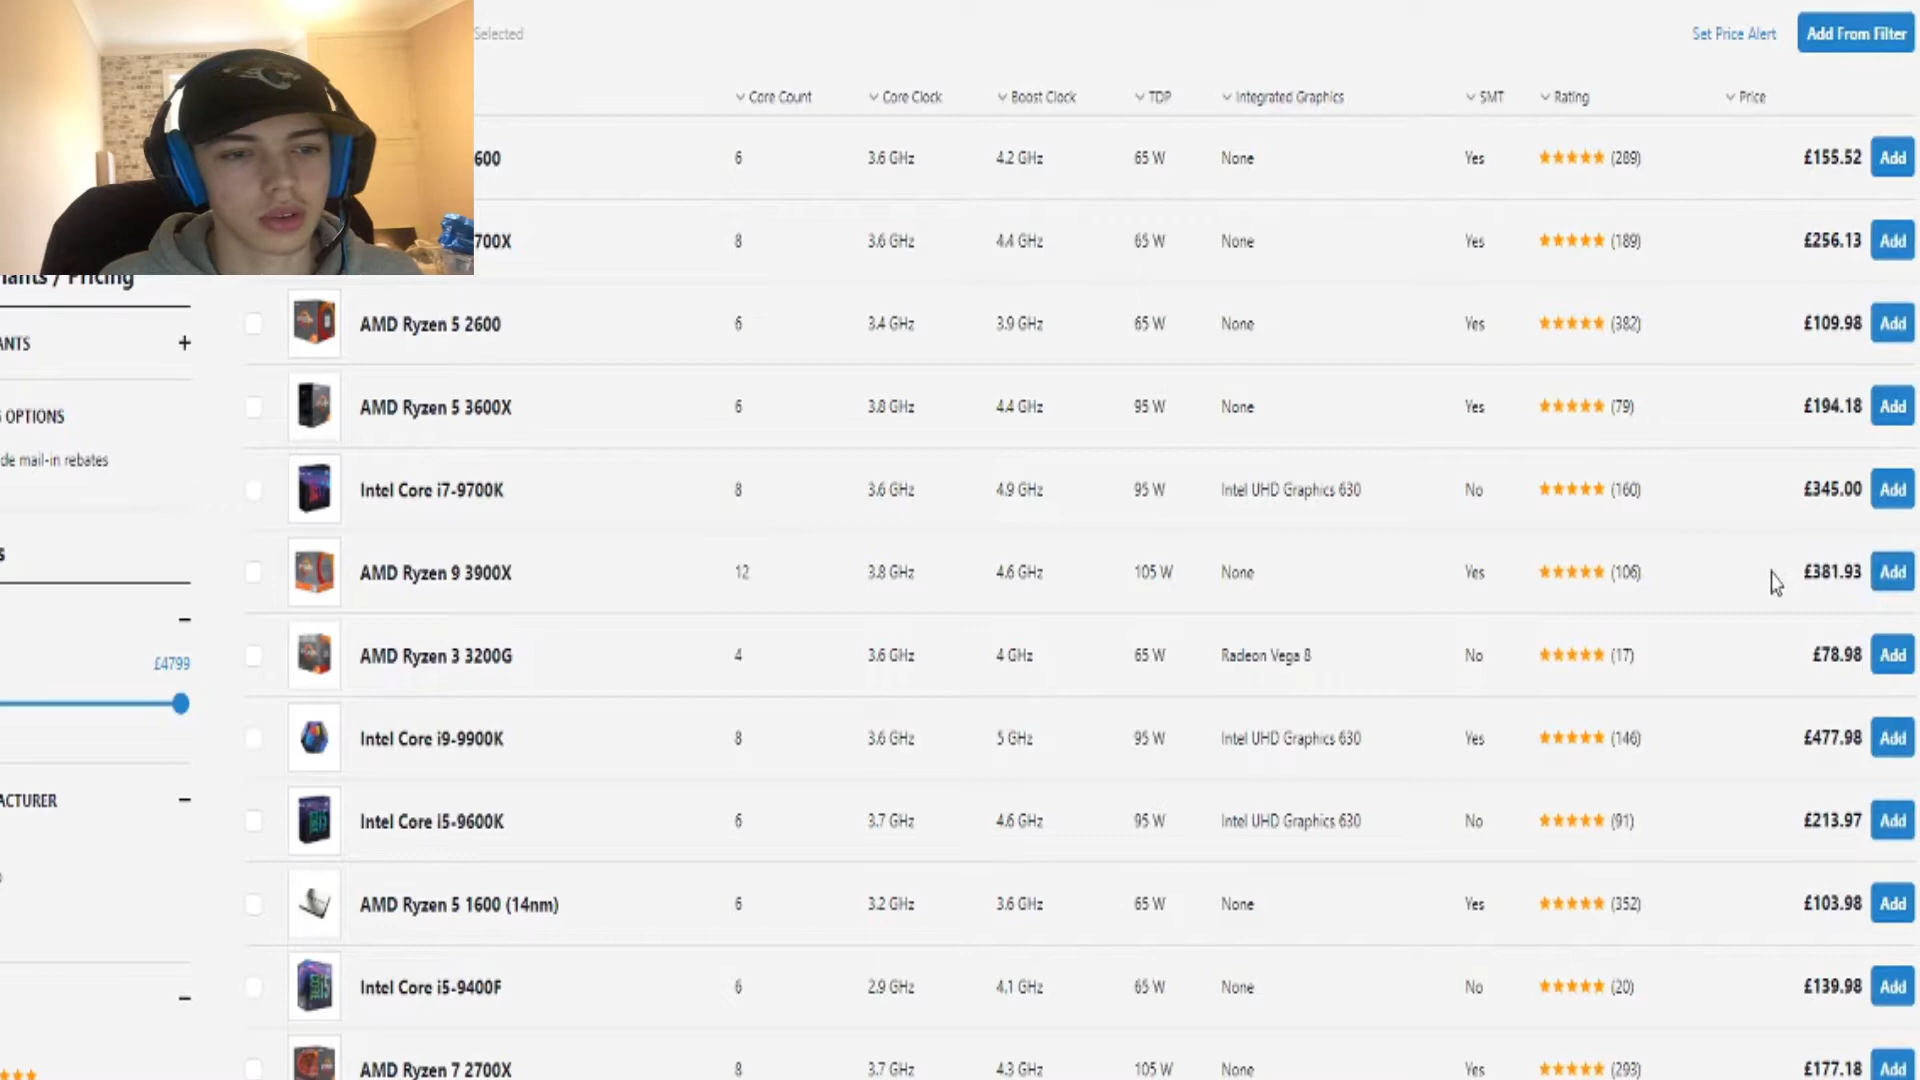 Selected
Set Price Alert
Add From Filter
Core Count Core Clock Boost Clock TDP Integrated Graphics SMT Rating Price
600 6 3.6 GHz 4.2 GHz 65 W None Yes (289) £155.52 Add
700X 8 3.6 GHz 4.4 GHz 65 W None Yes (189) £256.13 Add
AMD Ryzen 5 2600 6 3.4 GHz 3.9 GHz 65 W None Yes (382) £109.98 Add
AMD Ryzen 5 3600X 6 3.8 GHz 4.4 GHz 95 W None Yes (79) £194.18 Add
Intel Core i7-9700K 8 3.6 GHz 4.9 GHz 95 W Intel UHD Graphics 630 No (160) £345.00 Add
AMD Ryzen 9 3900X 12 3.8 GHz 4.6 GHz 105 W None Yes (106) £381.93 Add
AMD Ryzen 3 3200G 4 3.6 GHz 4 GHz 65 W Radeon Vega 8 No (17) £78.98 Add
Intel Core i9-9900K 8 3.6 GHz 5 GHz 95 W Intel UHD Graphics 630 Yes (146) £477.98 Add
Intel Core i5-9600K 6 3.7 GHz 4.6 GHz 95 W Intel UHD Graphics 630 No (91) £213.97 Add
AMD Ryzen 5 1600 (14nm) 6 3.2 GHz 3.6 GHz 65 W None Yes (352) £103.98 Add
Intel Core i5-9400F 6 2.9 GHz 4.1 GHz 65 W None No (20) £139.98 Add
AMD Ryzen 7 2700X 8 3.7 GHz 4.3 GHz 105 W None Yes (293) £177.18 Add
hants / Pricing
ANTS +
OPTIONS
de mail-in rebates
s
£4799
ACTURER